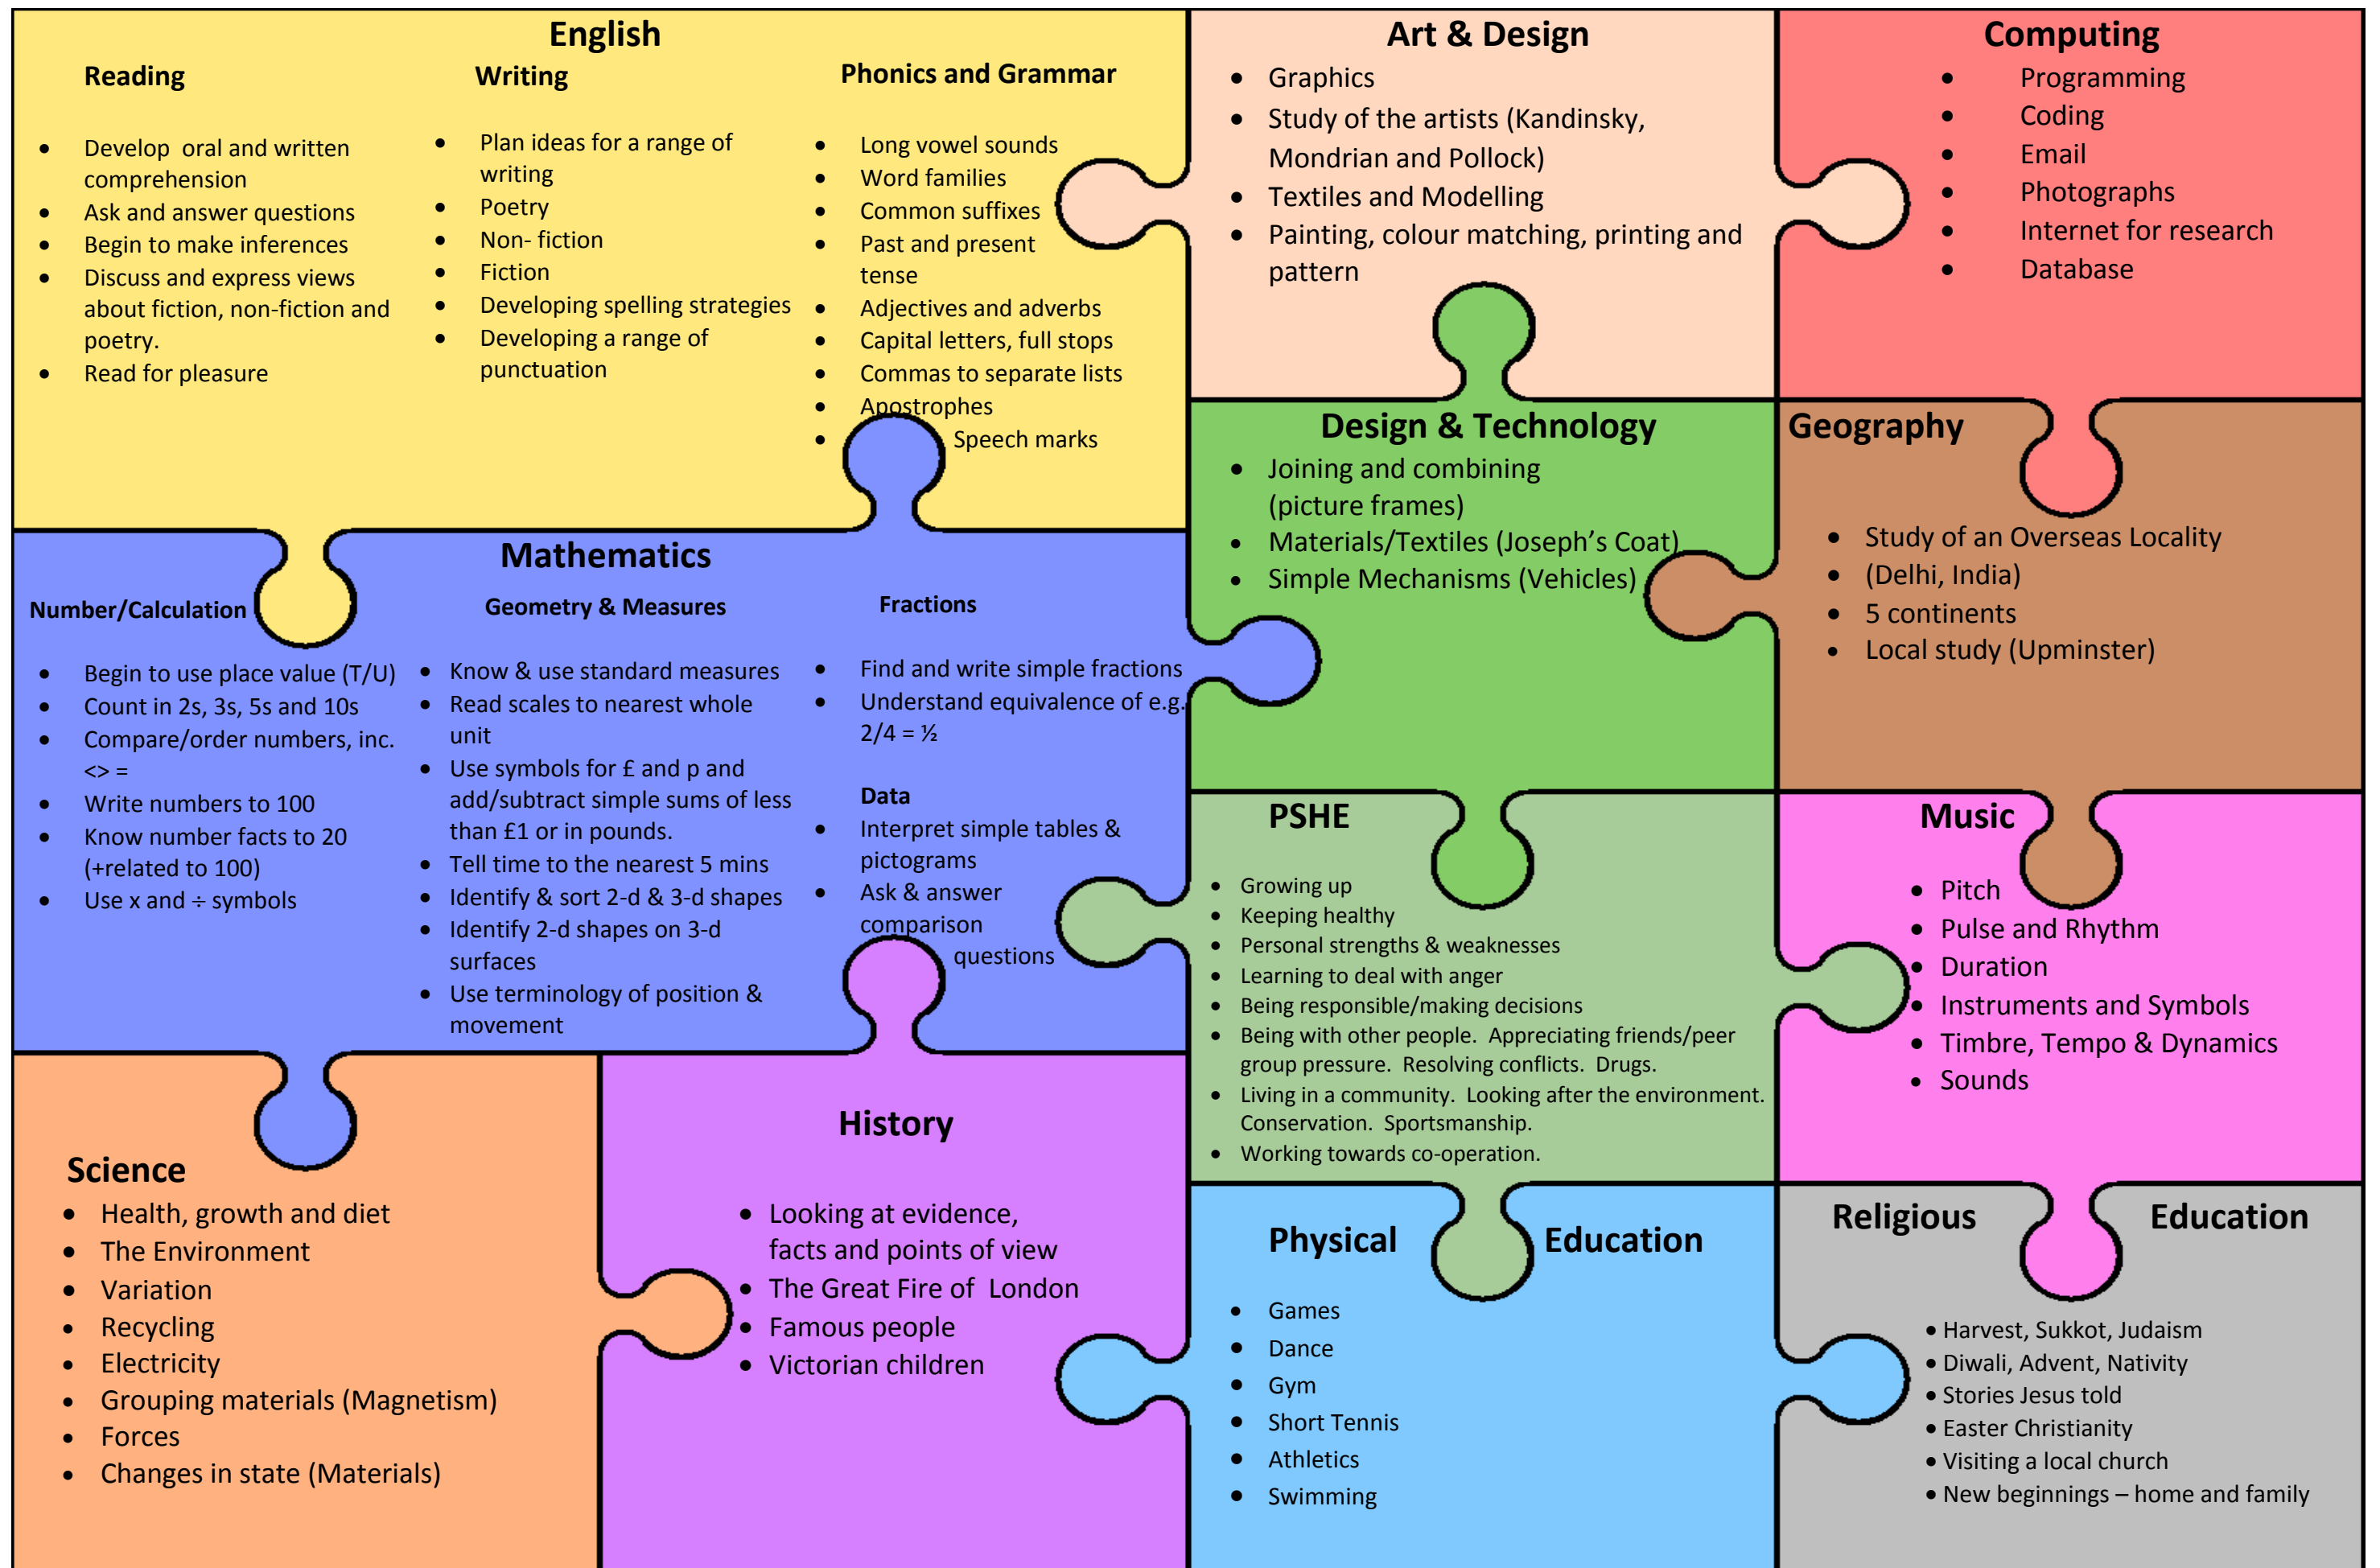 English
Reading
• Develop oral and written
comprehension
• Ask and answer questions
• Begin to make inferences
• Discuss and express views
about fiction, non-fiction and
poetry.
• Read for pleasure
Writing
• Plan ideas for a range of
writing
• Poetry
• Non- fiction
• Fiction
• Developing spelling strategies
• Developing a range of
punctuation
Phonics and Grammar
• Long vowel sounds
• Word families
• Common suffixes
• Past and present
tense
• Adjectives and adverbs
• Capital letters, full stops
• Commas to separate lists
• Apostrophes
• Speech marks
Art & Design
• Graphics
• Study of the artists (Kandinsky,
Mondrian and Pollock)
• Textiles and Modelling
• Painting, colour matching, printing and
pattern
Computing
• Programming
• Coding
• Email
• Photographs
• Internet for research
• Database
Design & Technology
• Joining and combining
(picture frames)
• Materials/Textiles (Joseph’s Coat)
• Simple Mechanisms (Vehicles)
Geography
• Study of an Overseas Locality
• (Delhi, India)
• 5 continents
• Local study (Upminster)
Mathematics
Number/Calculation
• Begin to use place value (T/U)
• Count in 2s, 3s, 5s and 10s
• Compare/order numbers, inc.
<> =
• Write numbers to 100
• Know number facts to 20
(+related to 100)
• Use x and ÷ symbols
Geometry & Measures
• Know & use standard measures
• Read scales to nearest whole
unit
• Use symbols for £ and p and
add/subtract simple sums of less
than £1 or in pounds.
• Tell time to the nearest 5 mins
• Identify & sort 2-d & 3-d shapes
• Identify 2-d shapes on 3-d
surfaces
• Use terminology of position &
movement
Fractions
• Find and write simple fractions
• Understand equivalence of e.g.
2/4 = ½
Data
• Interpret simple tables &
pictograms
• Ask & answer
comparison
questions
PSHE
• Growing up
• Keeping healthy
• Personal strengths & weaknesses
• Learning to deal with anger
• Being responsible/making decisions
• Being with other people. Appreciating friends/peer
group pressure. Resolving conflicts. Drugs.
• Living in a community. Looking after the environment.
Conservation. Sportsmanship.
• Working towards co-operation.
Music
• Pitch
• Pulse and Rhythm
• Duration
• Instruments and Symbols
• Timbre, Tempo & Dynamics
• Sounds
Science
• Health, growth and diet
• The Environment
• Variation
• Recycling
• Electricity
• Grouping materials (Magnetism)
• Forces
• Changes in state (Materials)
History
• Looking at evidence,
facts and points of view
• The Great Fire of London
• Famous people
• Victorian children
Physical Education
• Games
• Dance
• Gym
• Short Tennis
• Athletics
• Swimming
Religious Education
• Harvest, Sukkot, Judaism
• Diwali, Advent, Nativity
• Stories Jesus told
• Easter Christianity
• Visiting a local church
• New beginnings – home and family